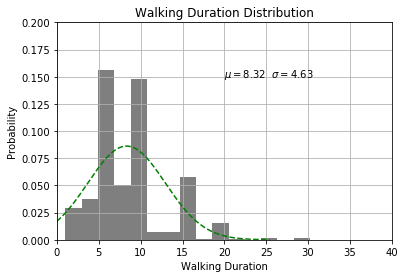 Walking Duration Distribution
0.200
0.175
0.150
0.125
0.100
0.075
0.050
0.025
0.000
Probability
μ = 8.32 σ = 4.63
0 5 10 15 20 25 30 35 40
Walking Duration